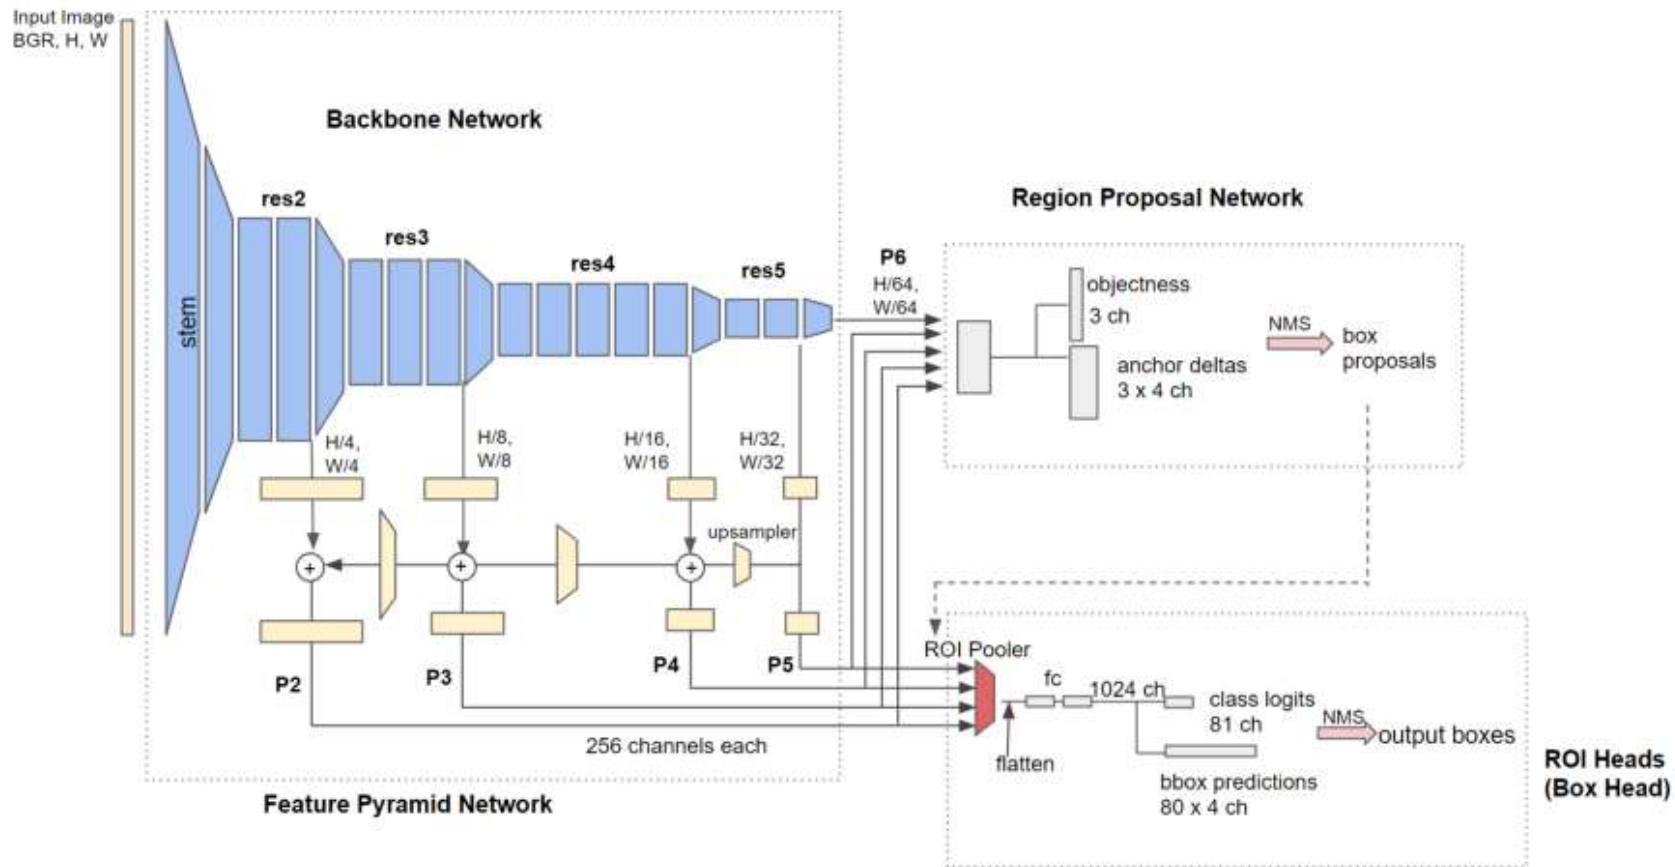 Input Image
BGR, H, W
Backbone Network
stem
res2
res3
res4
res5
H/4,
W/4
H/8,
W/8
H/16,
W/16
H/32,
W/32
upsampler
+
+
+
P2
P3
P4
P5
256 channels each
Feature Pyramid Network
P6
H/64,
W/64
Region Proposal Network
objectness
3 ch
anchor deltas
3 x 4 ch
NMS
box
proposals
ROI Pooler
flatten
fc
1024 ch
class logits
81 ch
bbox predictions
80 x 4 ch
NMS
output boxes
ROI Heads
(Box Head)